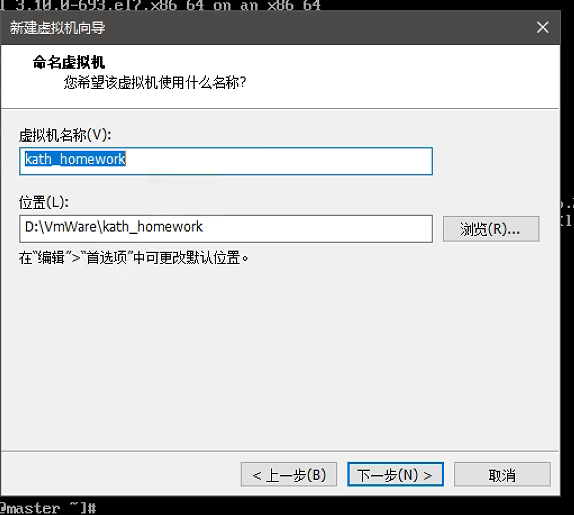 l 3.10.0-693.el7.x86_64 on an x86_64
新建虚拟机向导
命名虚拟机
您希望该虚拟机使用什么名称?
虚拟机名称(V):
kath_homework
位置(L):
D:\VmWare\kath_homework
浏览(R)...
在“编辑”>“首选项”中可更改默认位置。
< 上一步(B)
下一步(N) >
取消
@master ~]#